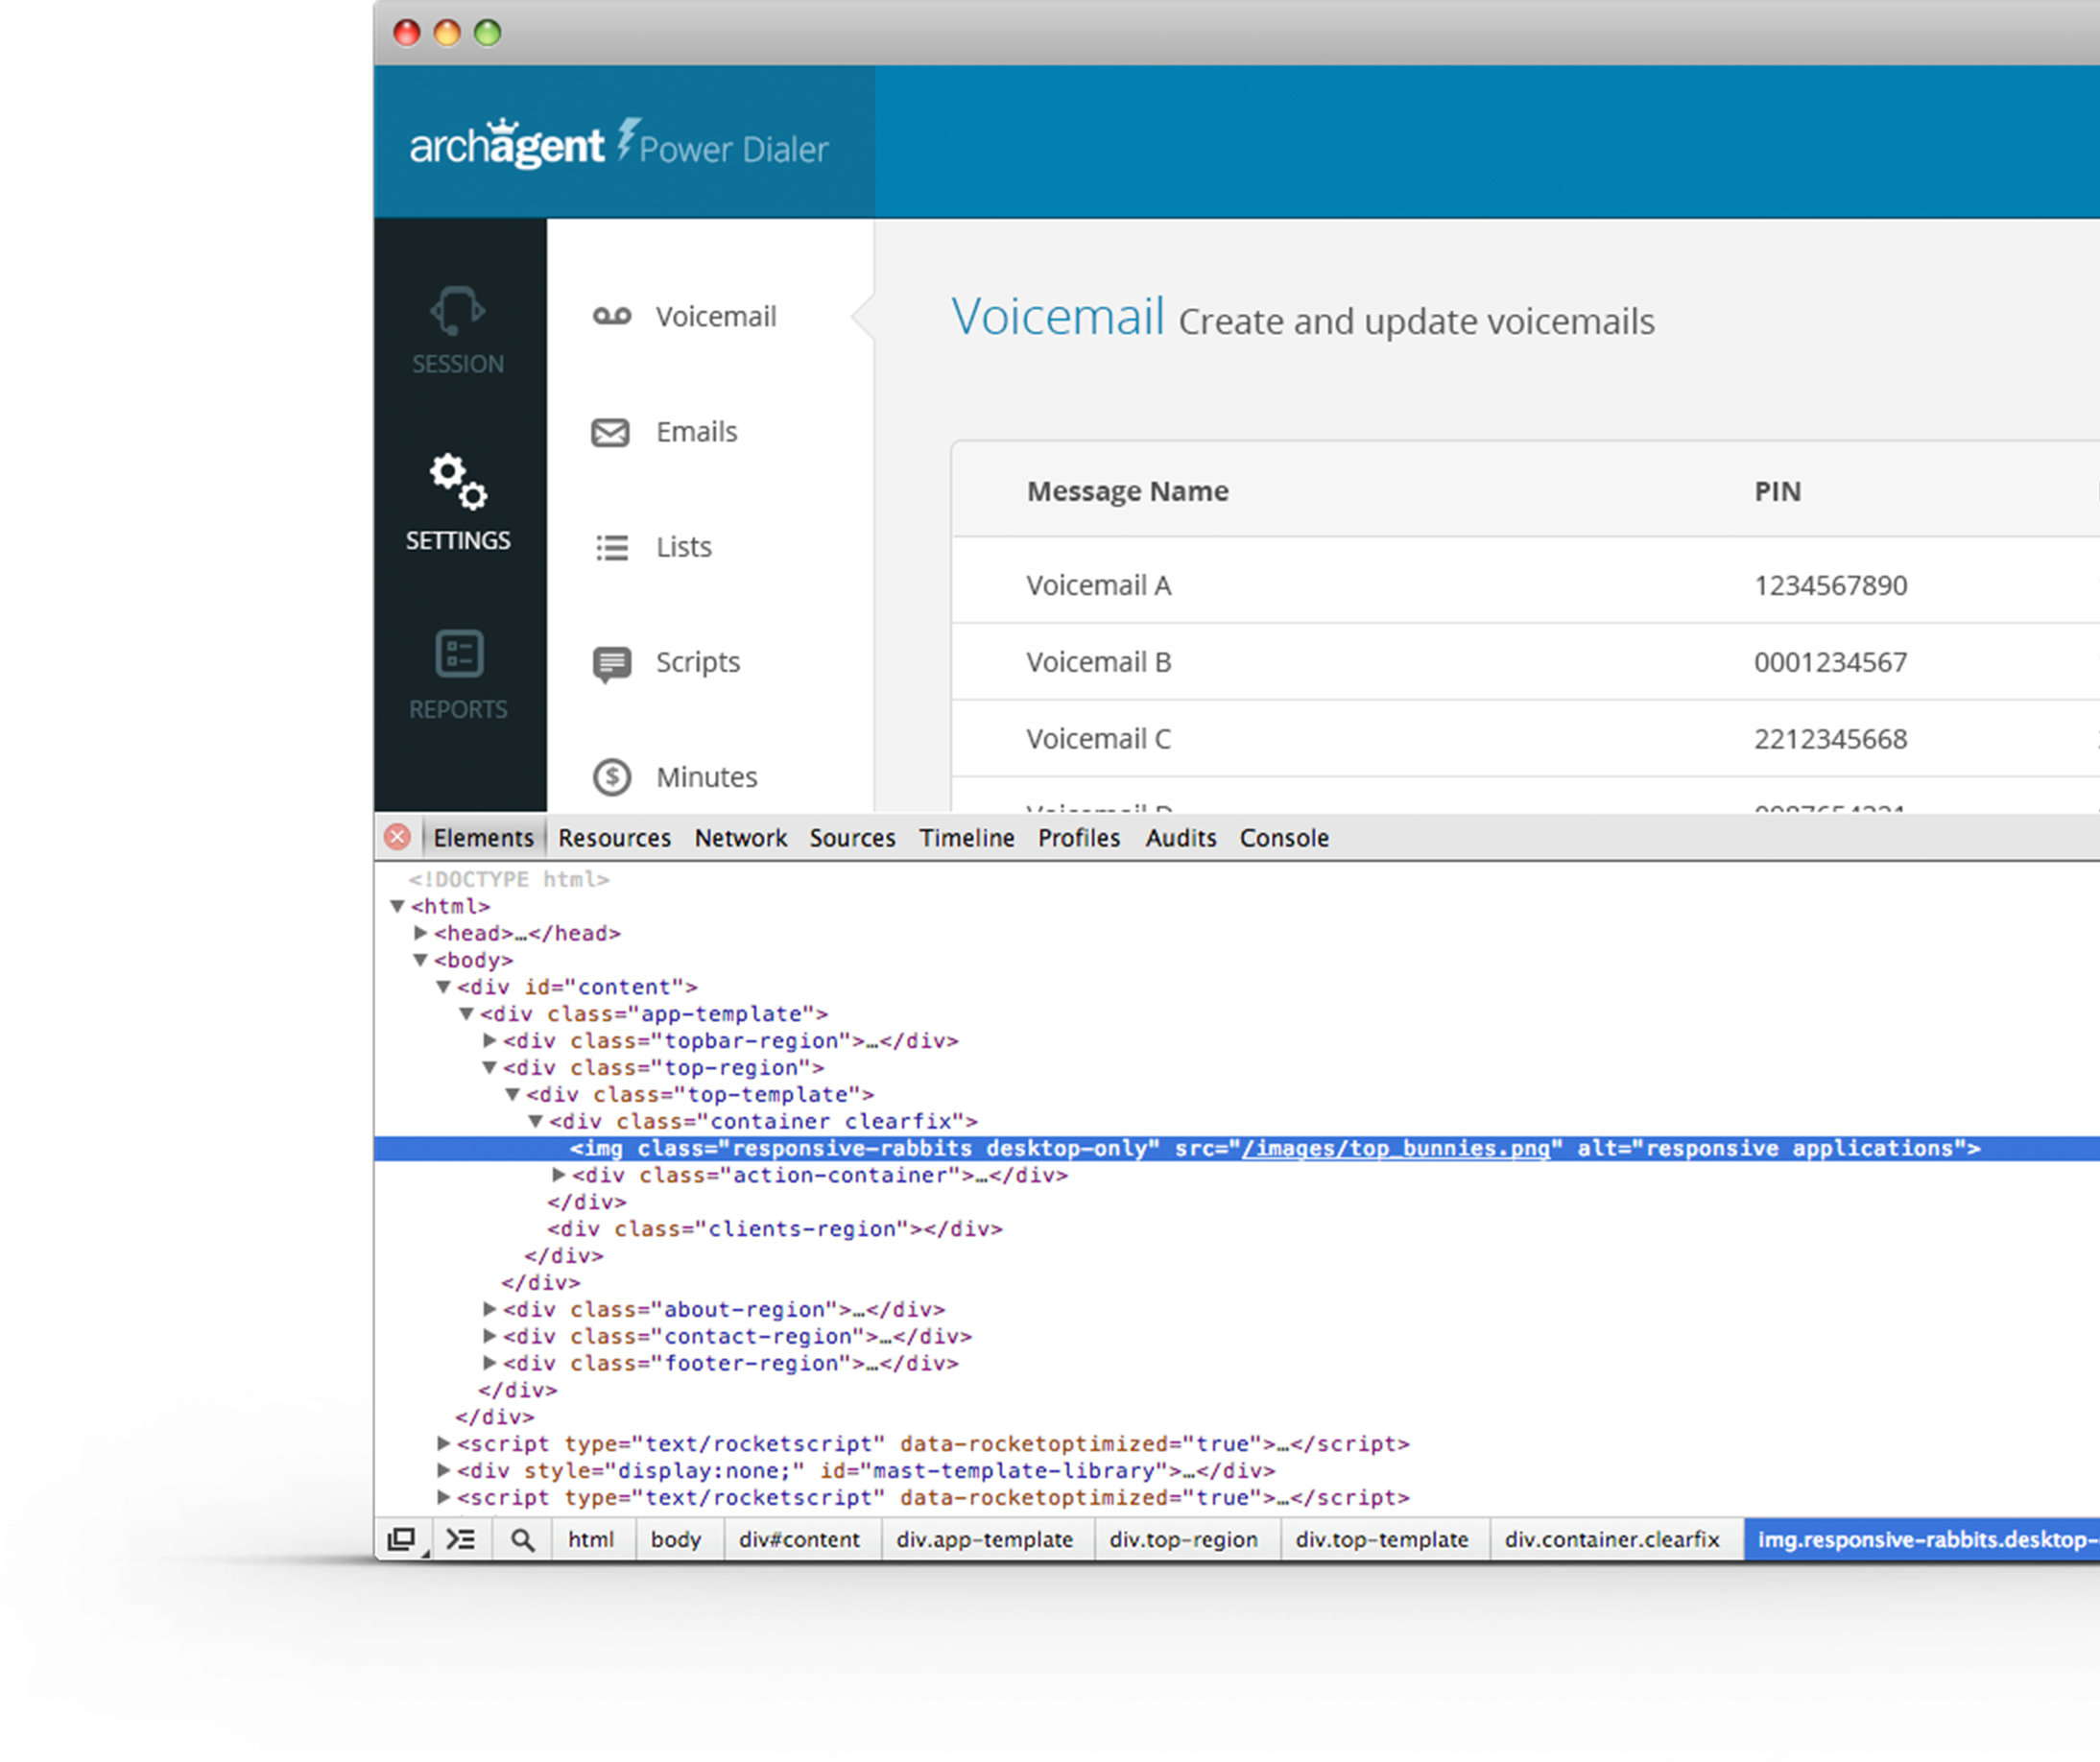 archagent Power Dialer
SESSION
SETTINGS
REPORTS
Voicemail
Emails
Lists
Scripts
Minutes
Voicemail Create and update voicemails
Message Name PIN
Voicemail A 1234567890
Voicemail B 0001234567
Voicemail C 2212345668
Elements Resources Network Sources Timeline Profiles Audits Console
<!DOCTYPE html>
<html>
<head>…</head>
<body>
<div id="content">
<div class="app-template">
<div class="topbar-region">…</div>
<div class="top-region">
<div class="top-template">
<div class="container clearfix">
<img class="responsive-rabbits desktop-only" src="/images/top_bunnies.png" alt="responsive applications">
<div class="action-container">…</div>
</div>
<div class="clients-region"></div>
</div>
</div>
<div class="about-region">…</div>
<div class="contact-region">…</div>
<div class="footer-region">…</div>
</div>
</div>
<script type="text/rocketscript" data-rocketoptimized="true">…</script>
<div style="display:none;" id="mast-template-library">…</div>
<script type="text/rocketscript" data-rocketoptimized="true">…</script>
html body div#content div.app-template div.top-region div.top-template div.container.clearfix img.responsive-rabbits.desktop-